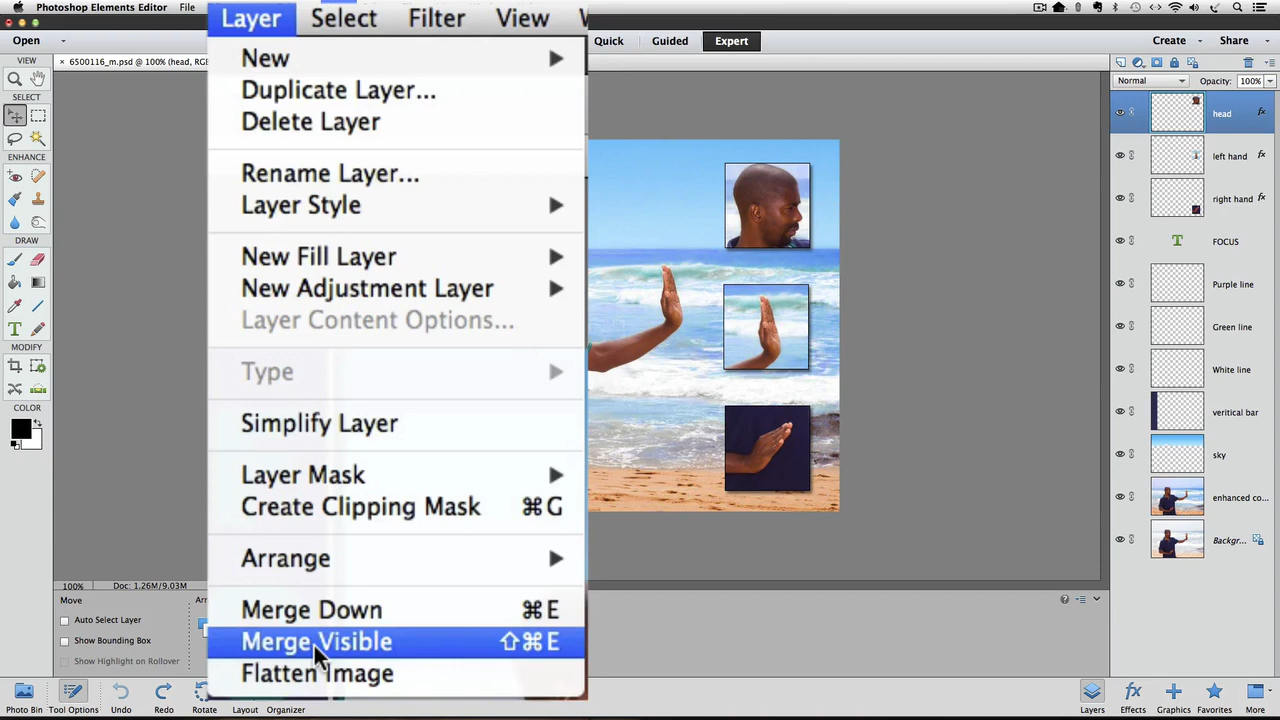 Photoshop Elements Editor File
Layer Select Filter View
Open
Quick Guided Expert
Create Share
VIEW
6500116_m.psd @ 100% (head, RG
New
Normal Opacity: 100%
Duplicate Layer...
SELECT
Delete Layer
head fx
ENHANCE
left hand fx
Rename Layer...
right hand fx
Layer Style
DRAW
FOCUS
New Fill Layer
Purple line
New Adjustment Layer
Layer Content Options...
Green line
MODIFY
Type
White line
COLOR
veritical bar
Simplify Layer
sky
Layer Mask
enhanced co...
Create Clipping Mask ⌘G
Backgr...
Arrange
100% Doc: 1.26M/9.03M
Move
Merge Down ⌘E
Auto Select Layer
Merge Visible ⇧⌘E
Show Bounding Box
Show Highlight on Rollover
Flatten Image
Photo Bin Tool Options Undo Redo Rotate Layout Organizer
Layers Effects Graphics Favorites More